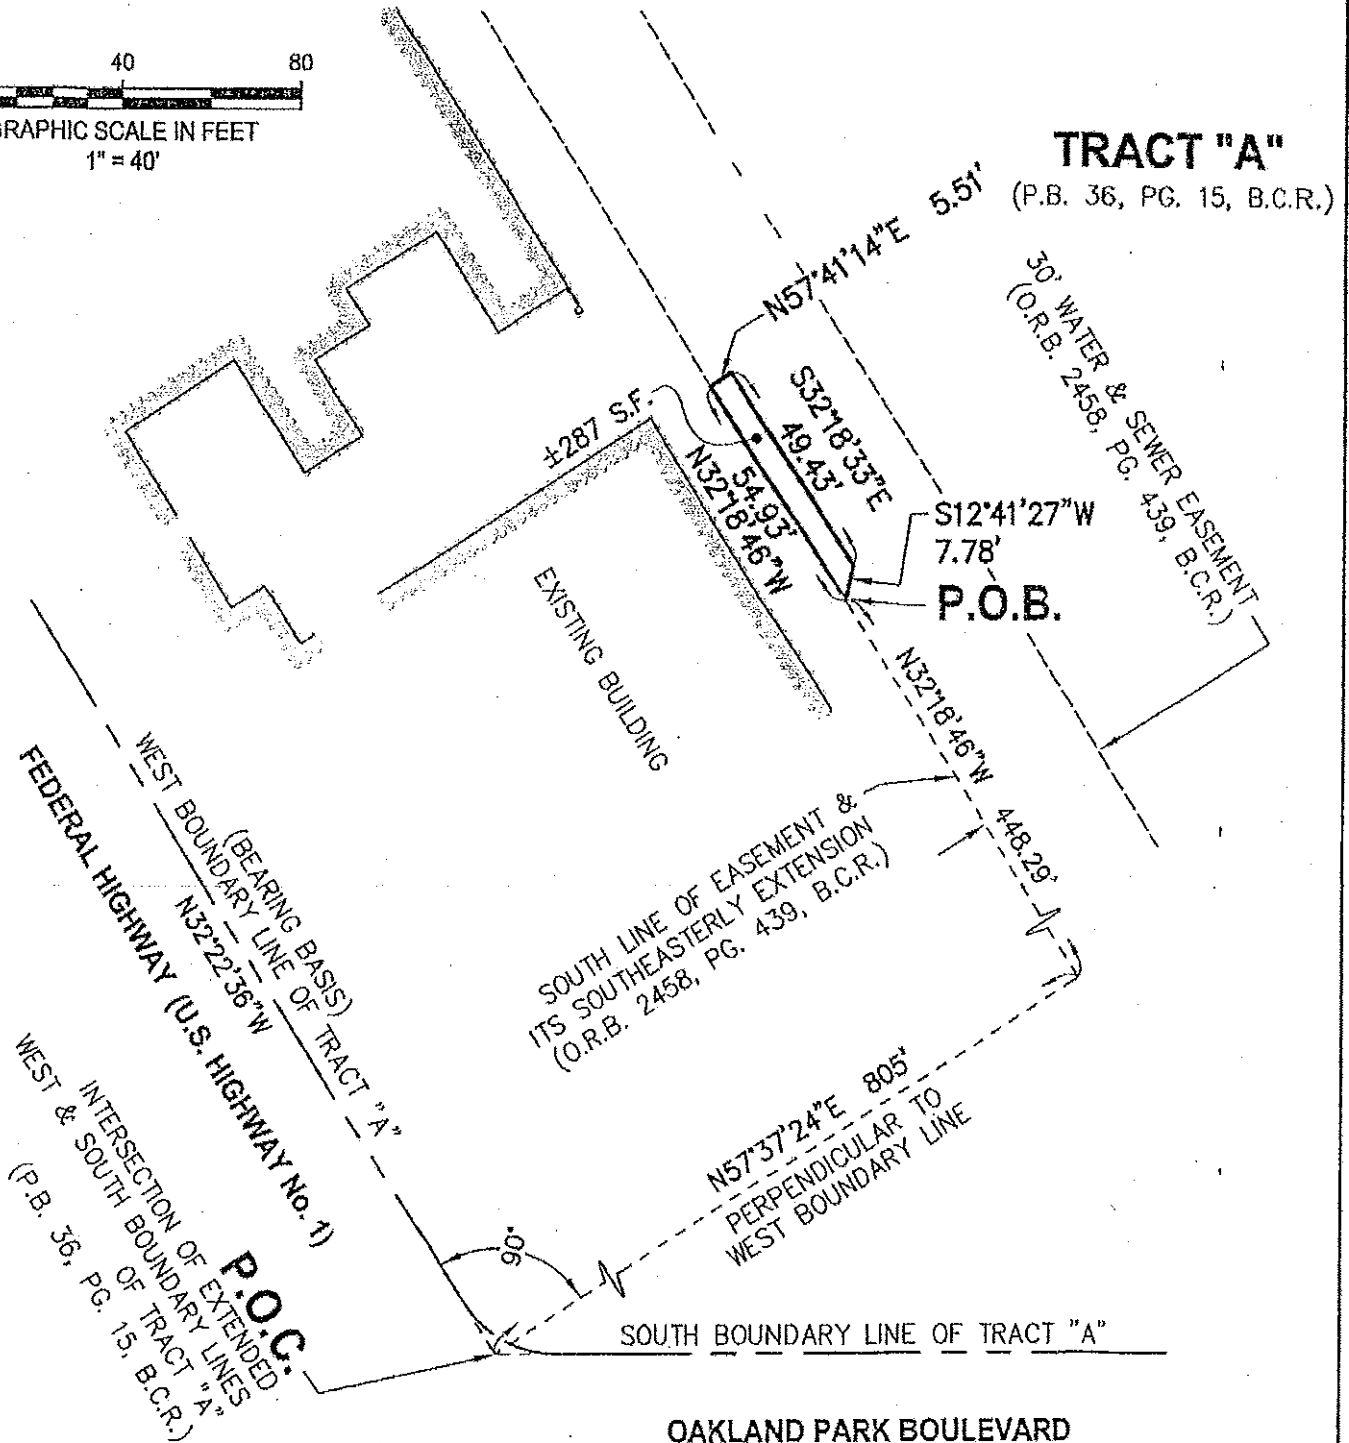 40 80
GRAPHIC SCALE IN FEET
1" = 40'
TRACT "A"
(P.B. 36, PG. 15, B.C.R.)
N57°41'14"E 5.51'
30' WATER & SEWER EASEMENT
(O.R.B. 2458, PG. 439, B.C.R.)
±287 S.F.
S32°18'33"E
49.43'
54.93'
N32°18'46"W
S12°41'27"W
7.78'
P.O.B.
EXISTING BUILDING
N32°18'46"W 448.29'
SOUTH LINE OF EASEMENT &
ITS SOUTHEASTERLY EXTENSION
(O.R.B. 2458, PG. 439, B.C.R.)
(BEARING BASIS)
WEST BOUNDARY LINE OF TRACT "A"
N32°22'36"W
FEDERAL HIGHWAY (U.S. HIGHWAY No. 1)
N57°37'24"E 805'
PERPENDICULAR TO
WEST BOUNDARY LINE
90°
P.O.C.
INTERSECTION OF EXTENDED
WEST & SOUTH BOUNDARY LINES
OF TRACT "A"
(P.B. 36, PG. 15, B.C.R.)
SOUTH BOUNDARY LINE OF TRACT "A"
OAKLAND PARK BOULEVARD